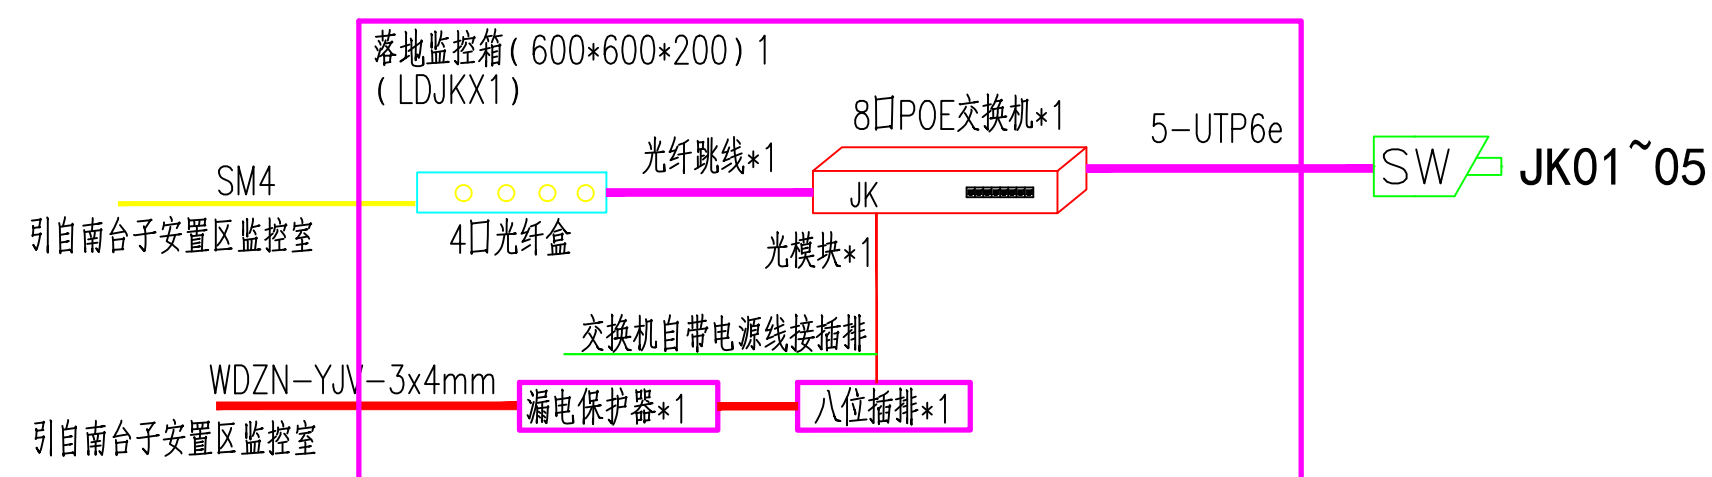 落地监控箱(600*600*200)1
(LDJKX1)
8口POE交换机*1
5-UTP6e
光纤跳线*1
SM4
JK
SW
JK01~05
引自南台子安置区监控室
4口光纤盒
光模块*1
交换机自带电源线接插排
WDZN-YJV-3x4mm
漏电保护器*1
八位插排*1
引自南台子安置区监控室